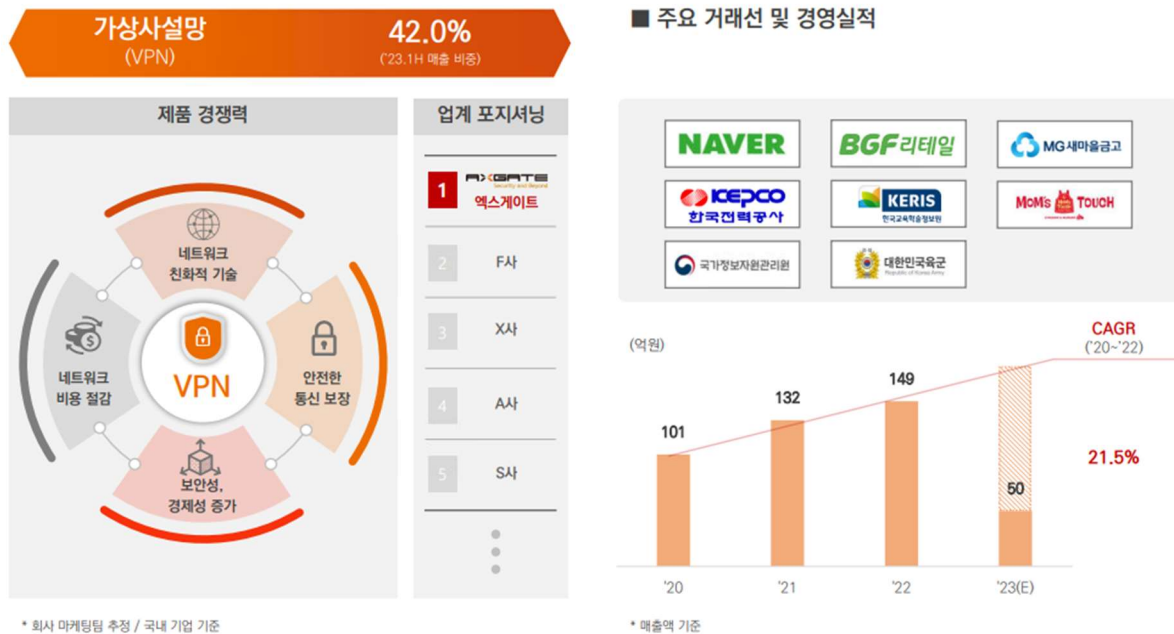 가상사설망
(VPN)
42.0%
('23.1H 매출 비중)
제품 경쟁력
네트워크
친화적 기술
네트워크
비용 절감
VPN
안전한
통신 보장
보안성,
경제성 증가
업계 포지셔닝
1
AXGATE
Security and Beyond
엑스게이트
2
F사
3
X사
4
A사
5
S사
* 회사 마케팅팀 추정 / 국내 기업 기준
■ 주요 거래선 및 경영실적
NAVER
BGF리테일
MG새마을금고
KEPCO
한국전력공사
KERIS
한국교육학술정보원
MOM'S TOUCH
국가정보자원관리원
대한민국육군
Republic of Korea Army
(억원)
CAGR
('20~'22)
101
132
149
50
21.5%
'20
'21
'22
'23(E)
* 매출액 기준